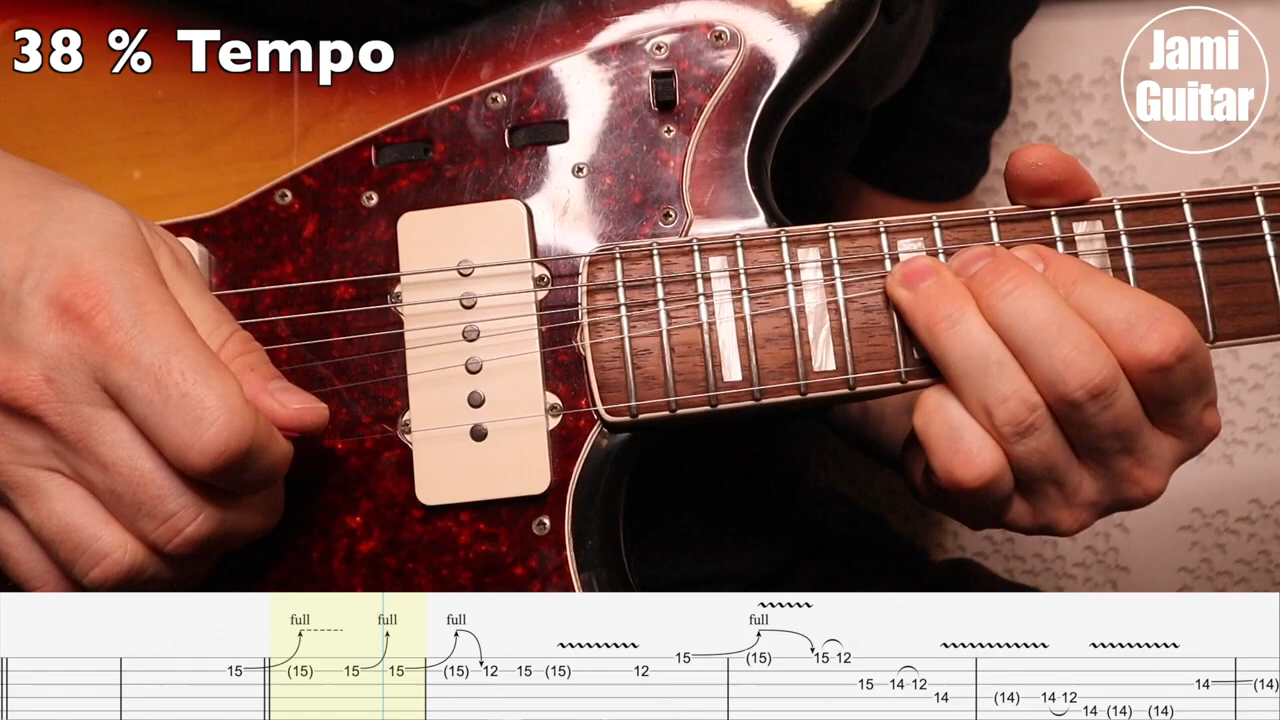 38 % Tempo
Jami
Guitar
full full full full
15 (15) 15 15 (15) 12 15 (15) 12 15 (15) 15 12
15 14 12 14 (14)
14 (14) 14 12
14 (14) (14)